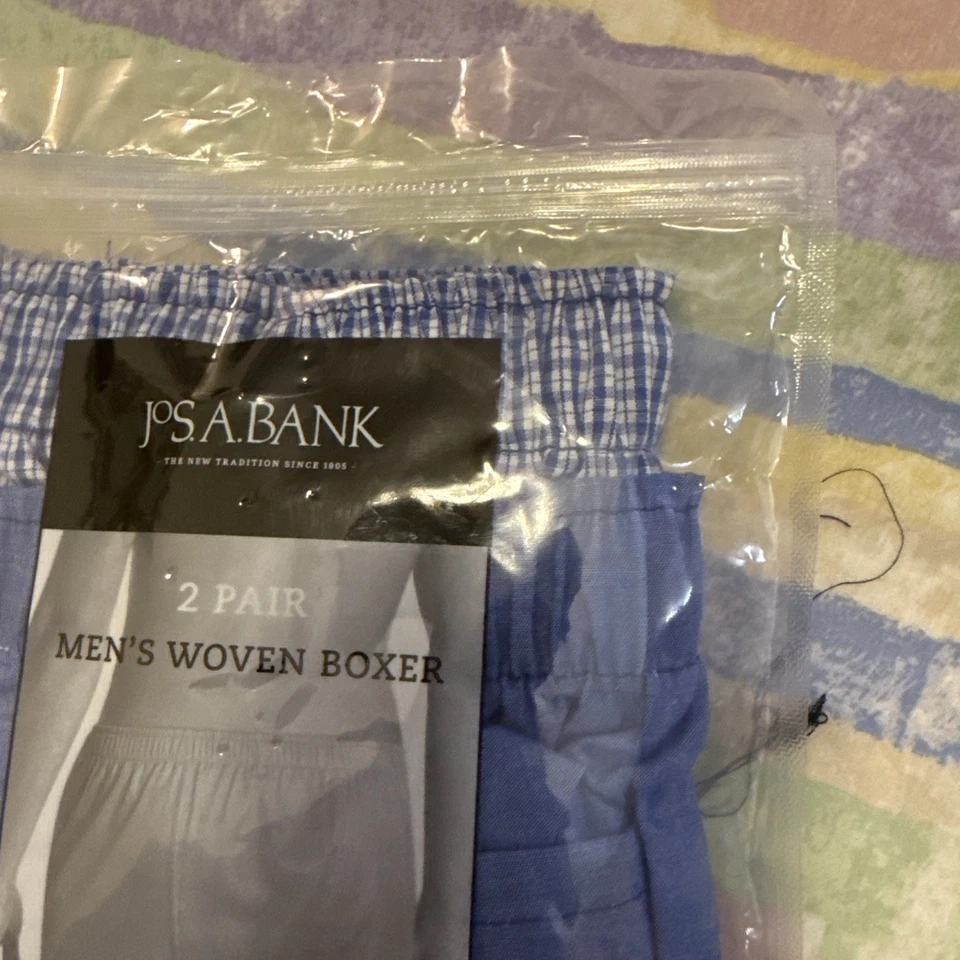 JOS. A. BANK
- THE NEW TRADITION SINCE 1905 -
2 PAIR
MEN'S WOVEN BOXER